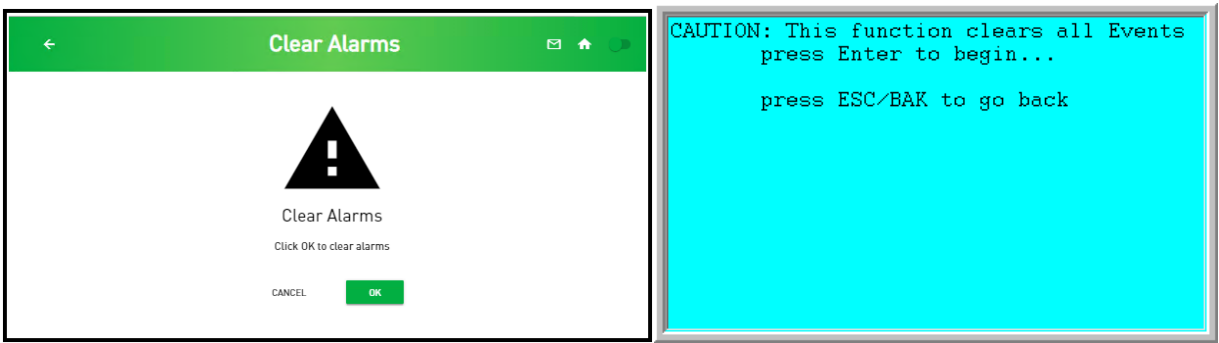 Clear Alarms
Clear Alarms
Click OK to clear alarms
CANCEL OK
CAUTION: This function clears all Events
press Enter to begin...
press ESC/BAK to go back